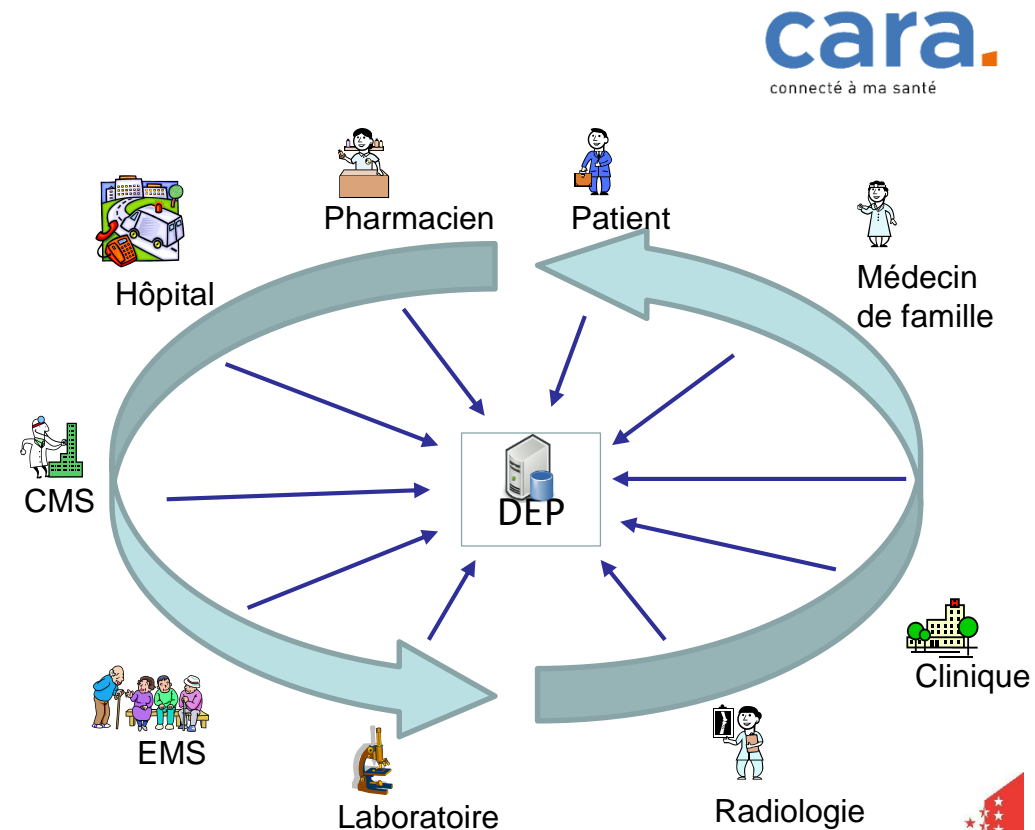 cara.
connecté à ma santé
Pharmacien
Patient
Hôpital
Médecin
de famille
CMS
DEP
Clinique
EMS
Laboratoire
Radiologie